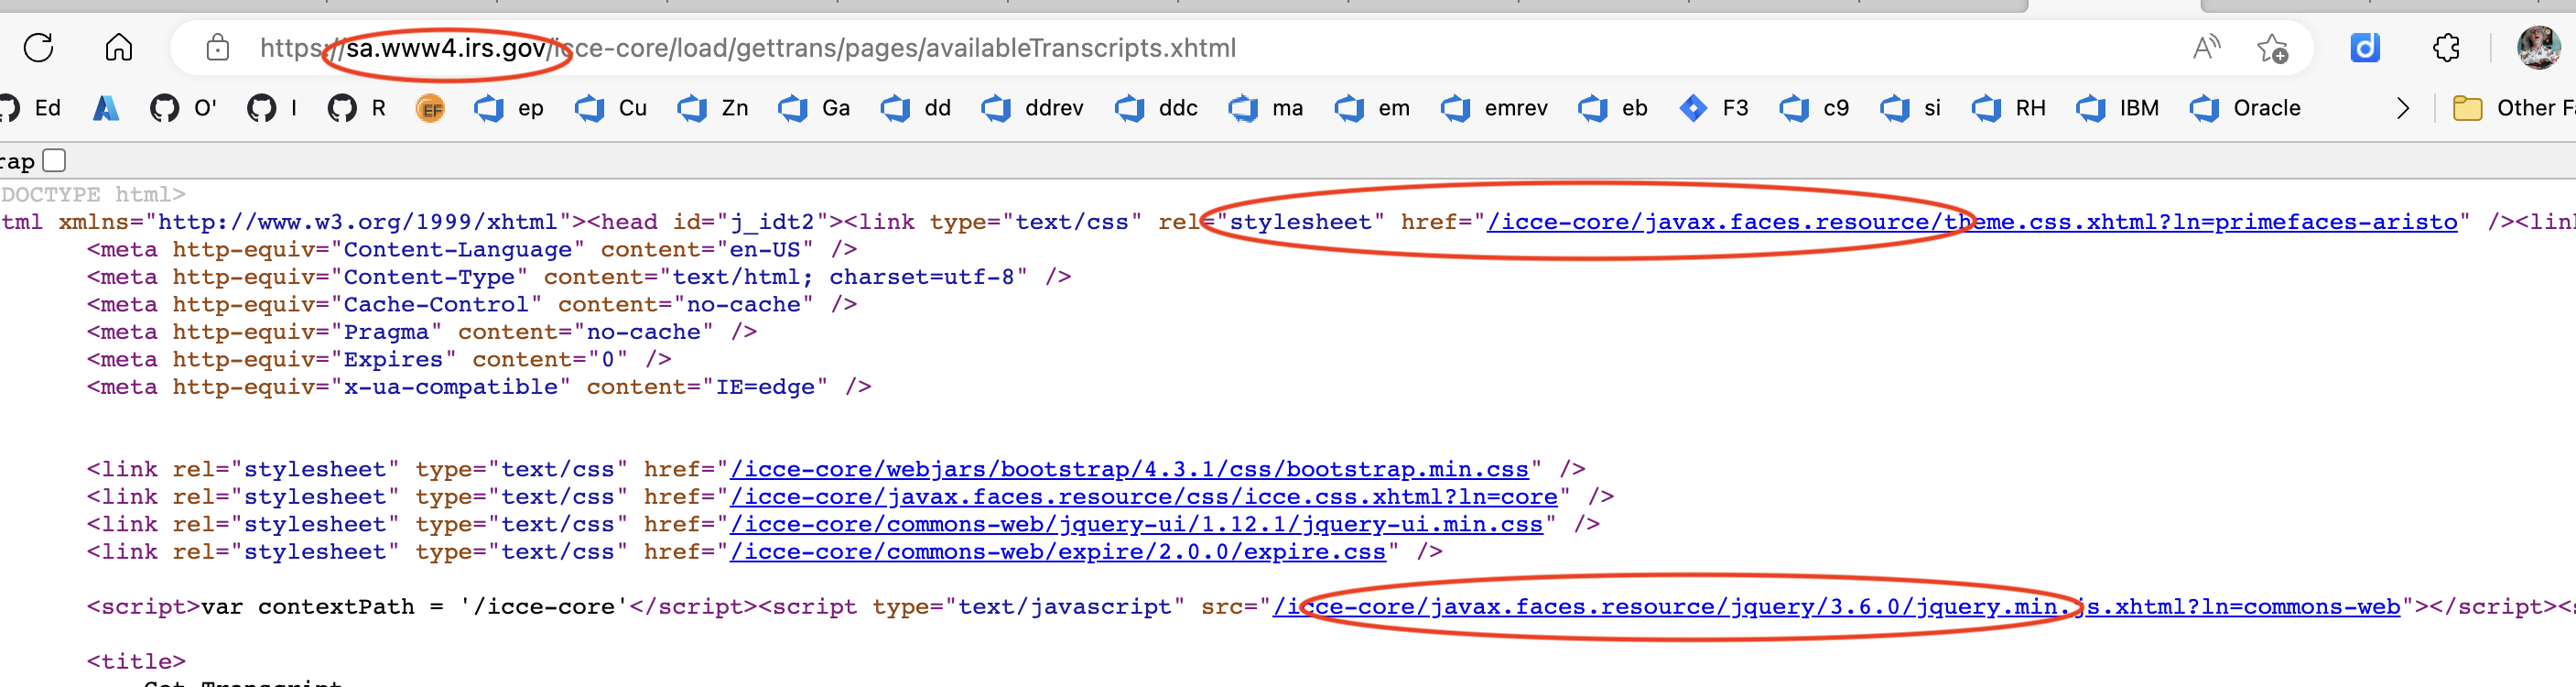 https://sa.www4.irs.gov/icce-core/load/gettrans/pages/availableTranscripts.xhtml
Ed O' I R EF ep Cu Zn Ga dd ddrev ddc ma em emrev eb F3 c9 si RH IBM Oracle Other Fa
rap
DOCTYPE html>
tml xmlns="http://www.w3.org/1999/xhtml"><head id="j_idt2"><link type="text/css" rel="stylesheet" href="/icce-core/javax.faces.resource/theme.css.xhtml?ln=primefaces-aristo" /><lin
<meta http-equiv="Content-Language" content="en-US" />
<meta http-equiv="Content-Type" content="text/html; charset=utf-8" />
<meta http-equiv="Cache-Control" content="no-cache" />
<meta http-equiv="Pragma" content="no-cache" />
<meta http-equiv="Expires" content="0" />
<meta http-equiv="x-ua-compatible" content="IE=edge" />
<link rel="stylesheet" type="text/css" href="/icce-core/webjars/bootstrap/4.3.1/css/bootstrap.min.css" />
<link rel="stylesheet" type="text/css" href="/icce-core/javax.faces.resource/css/icce.css.xhtml?ln=core" />
<link rel="stylesheet" type="text/css" href="/icce-core/commons-web/jquery-ui/1.12.1/jquery-ui.min.css" />
<link rel="stylesheet" type="text/css" href="/icce-core/commons-web/expire/2.0.0/expire.css" />
<script>var contextPath = '/icce-core'</script><script type="text/javascript" src="/icce-core/javax.faces.resource/jquery/3.6.0/jquery.min.js.xhtml?ln=commons-web"></script><s
<title>
Get Transcript